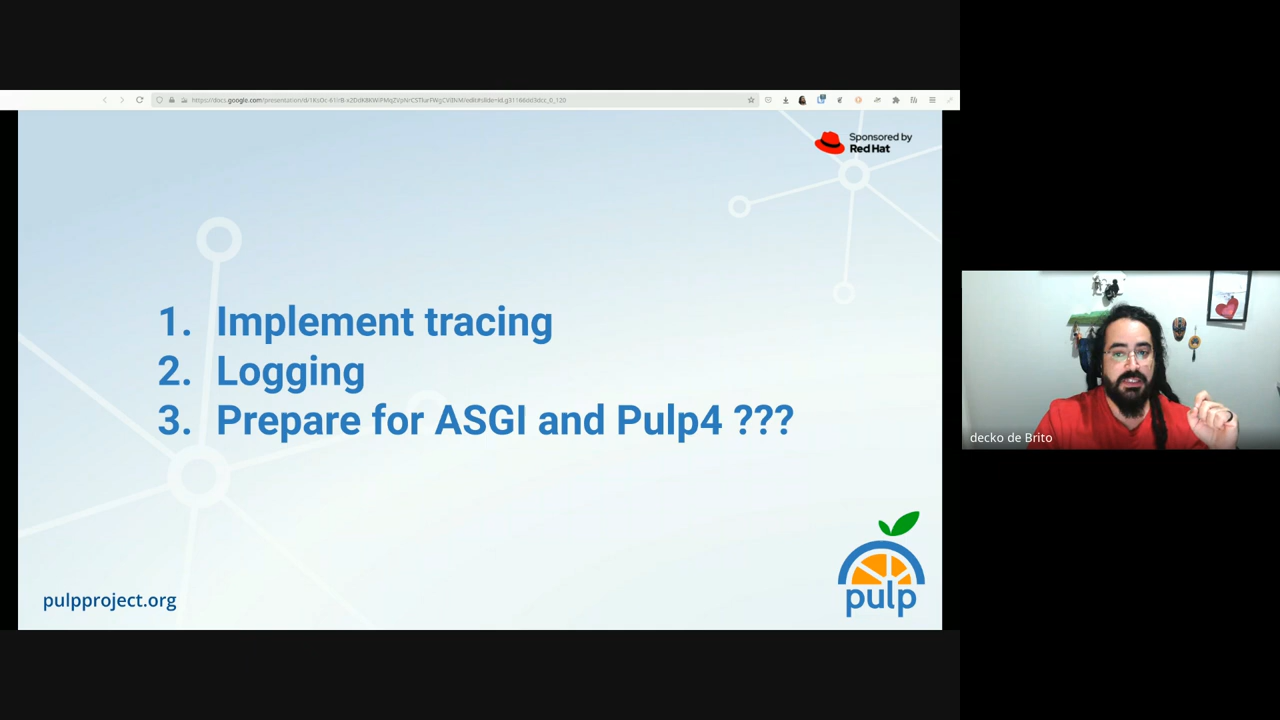 Sponsored by
Red Hat
1. Implement tracing
2. Logging
3. Prepare for ASGI and Pulp4 ???
pulpproject.org
pulp
decko de Brito